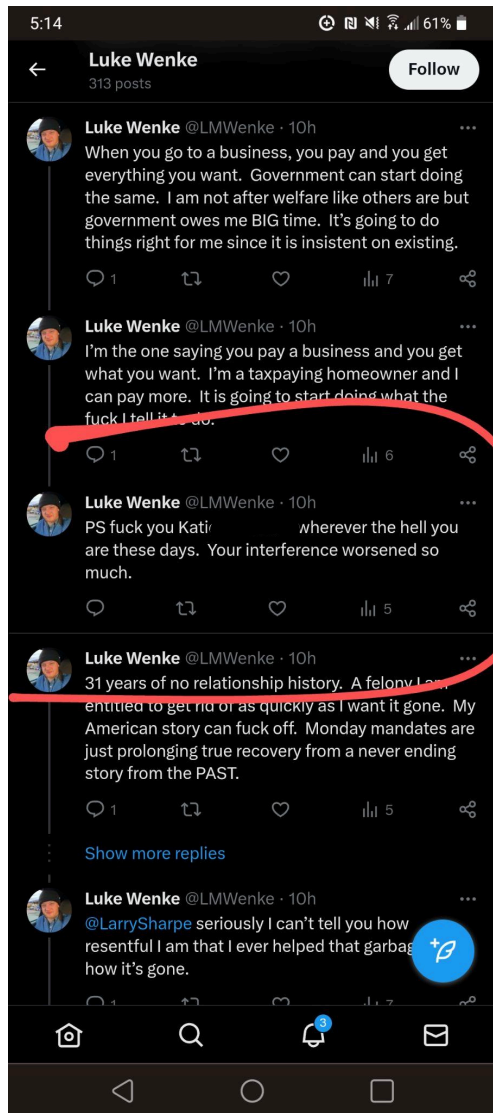 5:14
61%
Luke Wenke
313 posts
Follow
Luke Wenke @LMWenke · 10h
When you go to a business, you pay and you get
everything you want. Government can start doing
the same. I am not after welfare like others are but
government owes me BIG time. It's going to do
things right for me since it is insistent on existing.
1
7
Luke Wenke @LMWenke · 10h
I'm the one saying you pay a business and you get
what you want. I'm a taxpaying homeowner and I
can pay more. It is going to start doing what the
fuck I tell it to do.
1
6
Luke Wenke @LMWenke · 10h
PS fuck you Kati wherever the hell you
are these days. Your interference worsened so
much.
5
Luke Wenke @LMWenke · 10h
31 years of no relationship history. A felony I am
entitled to get rid of as quickly as I want it gone. My
American story can fuck off. Monday mandates are
just prolonging true recovery from a never ending
story from the PAST.
1
5
Show more replies
Luke Wenke @LMWenke · 10h
@LarrySharpe seriously I can't tell you how
resentful I am that I ever helped that garbag
how it's gone.
1
7
3